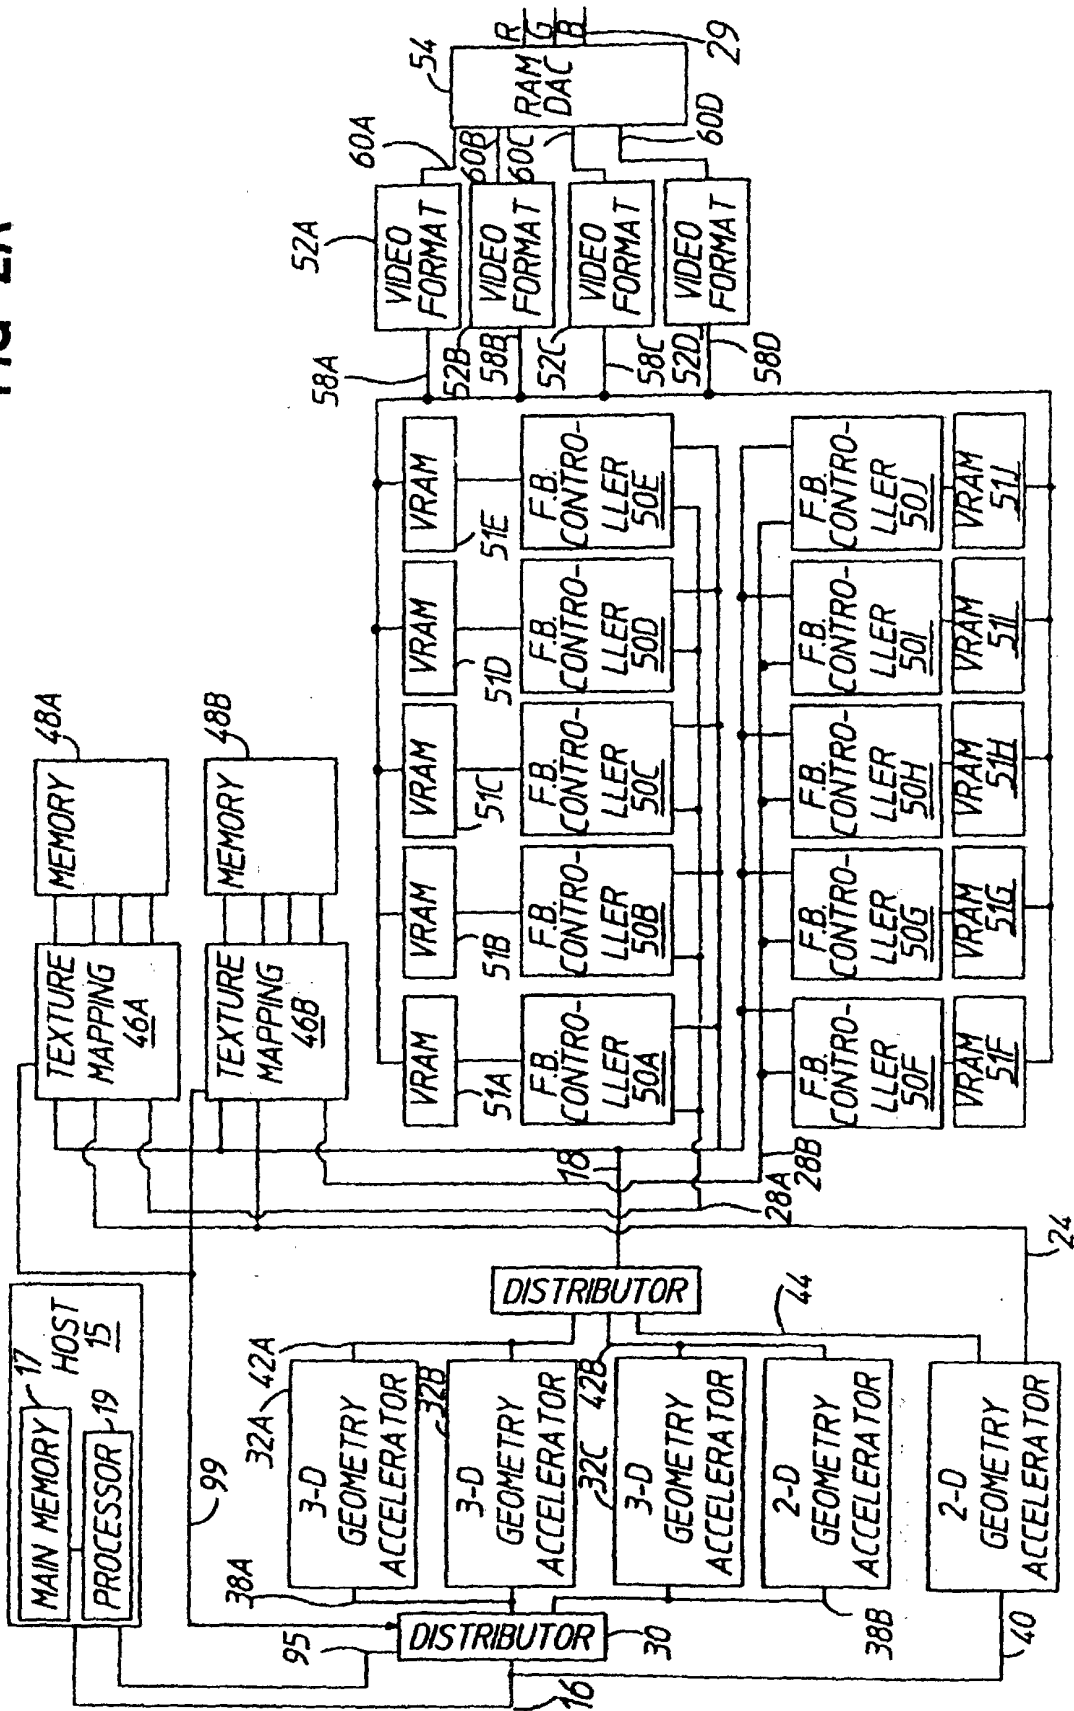 FIG 2A
MAIN MEMORY
17
PROCESSOR
19
HOST
15
95
99
16
DISTRIBUTOR
30
38A
38B
40
32A
3-D
GEOMETRY
ACCELERATOR
32B
3-D
GEOMETRY
ACCELERATOR
32C
3-D
GEOMETRY
ACCELERATOR
2-D
GEOMETRY
ACCELERATOR
2-D
GEOMETRY
ACCELERATOR
42A
42B
44
24
DISTRIBUTOR
18
28A
28B
TEXTURE
MAPPING
46A
MEMORY
48A
TEXTURE
MAPPING
46B
MEMORY
48B
VRAM
51A
VRAM
51B
VRAM
51C
VRAM
51D
VRAM
51E
F.B.
CONTRO-
LLER
50A
F.B.
CONTRO-
LLER
50B
F.B.
CONTRO-
LLER
50C
F.B.
CONTRO-
LLER
50D
F.B.
CONTRO-
LLER
50E
F.B.
CONTRO-
LLER
50F
F.B.
CONTRO-
LLER
50G
F.B.
CONTRO-
LLER
50H
F.B.
CONTRO-
LLER
50I
F.B.
CONTRO-
LLER
50J
VRAM
51F
VRAM
51G
VRAM
51H
VRAM
51I
VRAM
51J
58A
52A
VIDEO
FORMAT
60A
52B
58B
VIDEO
FORMAT
60B
52C
58C
VIDEO
FORMAT
60C
52D
58D
VIDEO
FORMAT
60D
54
RAM
DAC
R
G
B
29